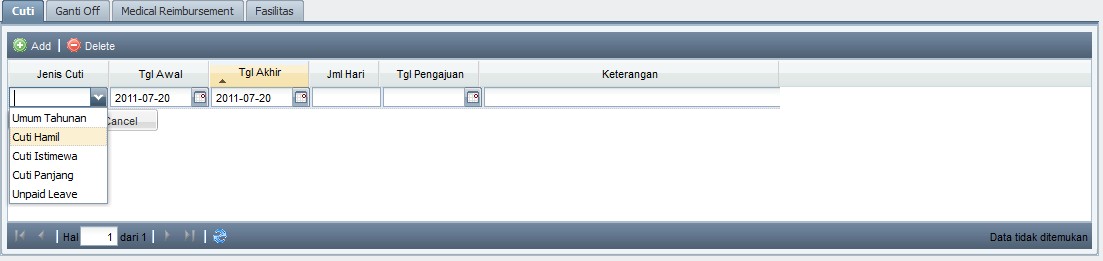 Cuti Ganti Off Medical Reimbursement Fasilitas
Add Delete
Jenis Cuti Tgl Awal Tgl Akhir Jml Hari Tgl Pengajuan Keterangan
2011-07-20 2011-07-20
Umum Tahunan
Cancel
Cuti Hamil
Cuti Istimewa
Cuti Panjang
Unpaid Leave
Hal 1 dari 1 Data tidak ditemukan